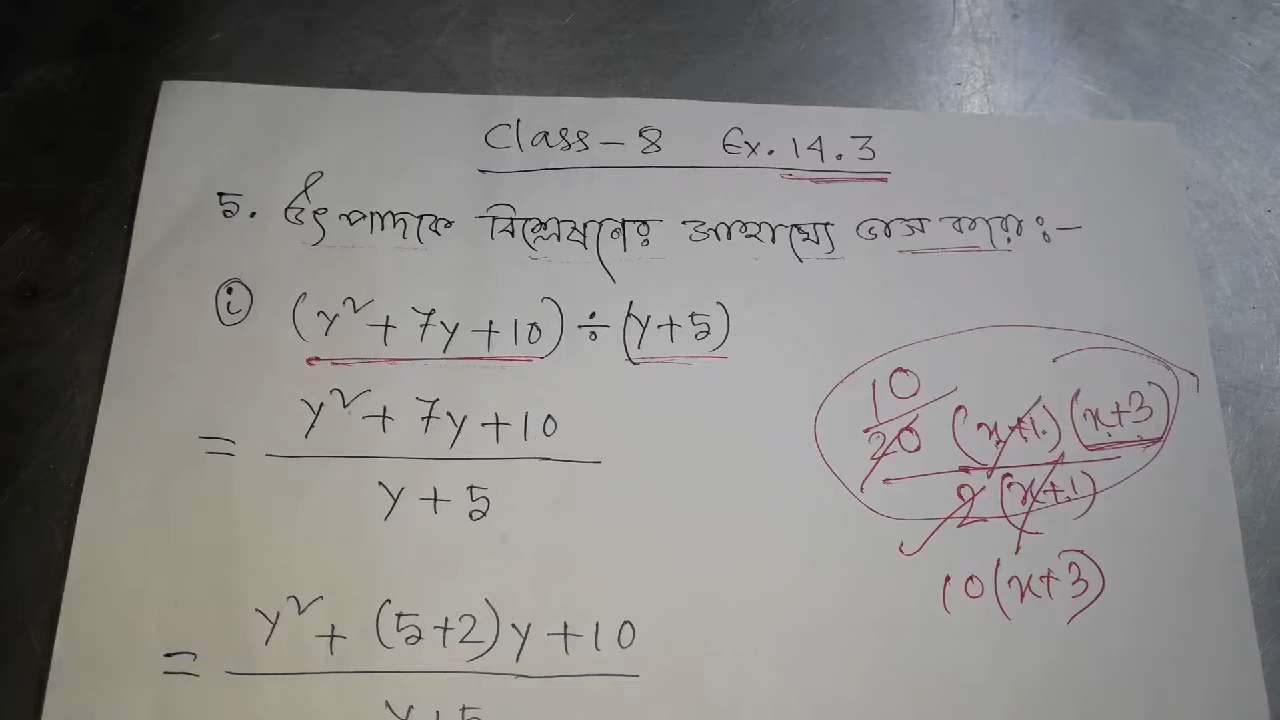 Class-8 Ex. 14.3
5. উৎপাদকে বিশ্লেষণের সাহায্যে ভাগ করো :-
(i) (y² + 7y + 10) ÷ (y + 5)
= y² + 7y + 10
y + 5
= y² + (5+2)y + 10
y + 5
10
20 (x+1) (x+3)
2 (x+1)
10(x+3)